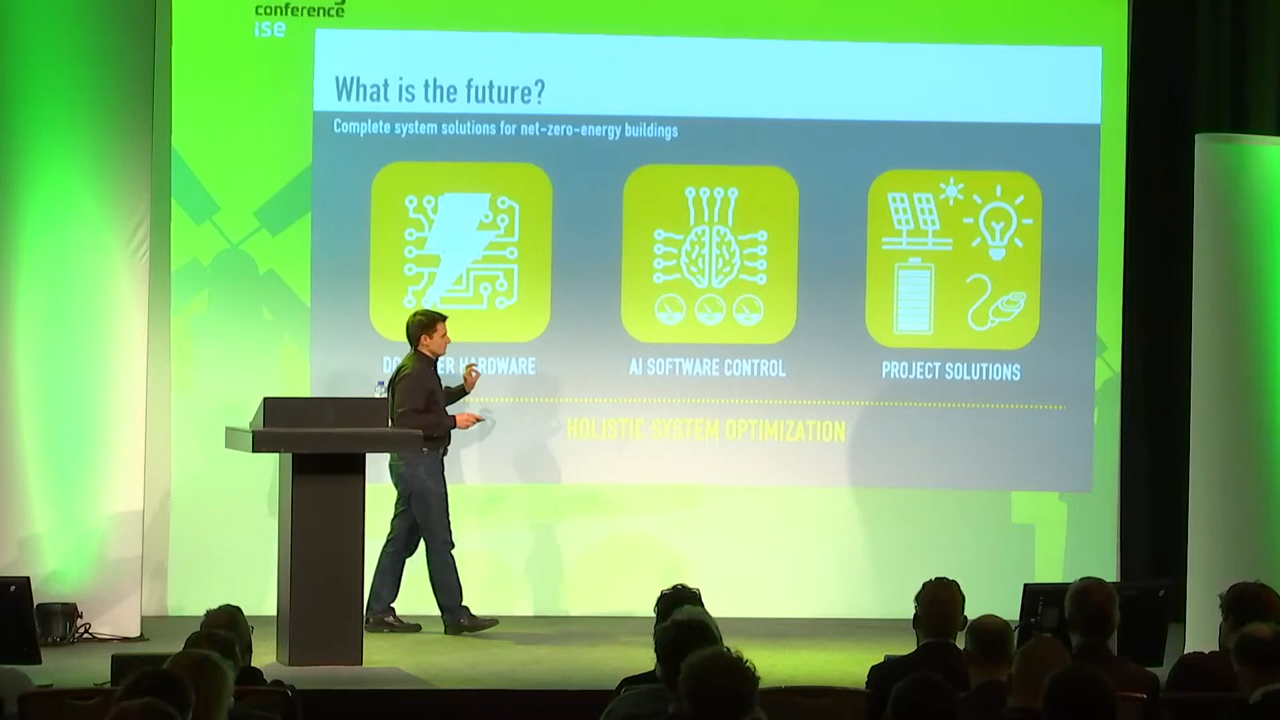 conference
ise
What is the future?
Complete system solutions for net-zero-energy buildings
HARDWARE
AI SOFTWARE CONTROL
PROJECT SOLUTIONS
HOLISTIC SYSTEM OPTIMIZATION